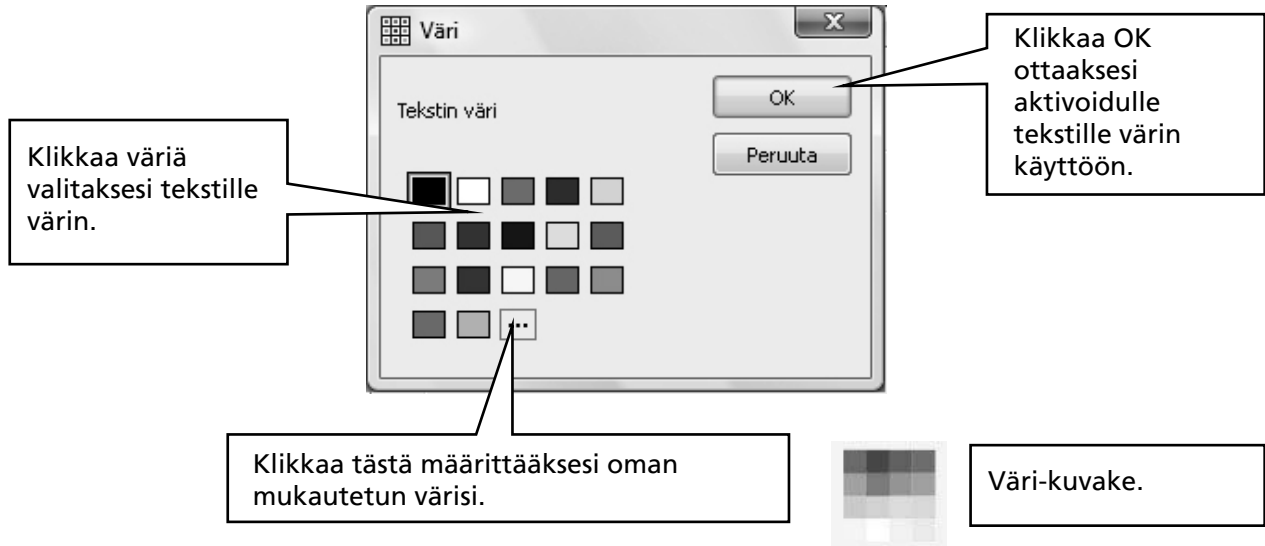 Väri
Klikkaa OK
ottaaksesi
aktivoidulle
tekstille värin
käyttöön.
Tekstin väri
OK
Peruuta
Klikkaa väriä
valitaksesi tekstille
värin.
...
Klikkaa tästä määrittääksesi oman
mukautetun värisi.
Väri-kuvake.